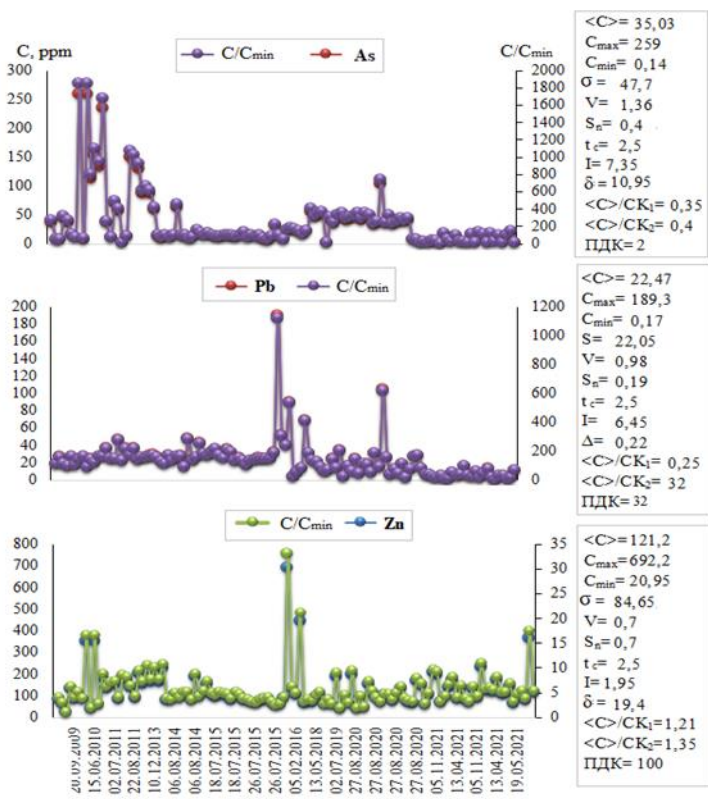 C, ppm
C/Cmin
C/Cmin As
300
250
200
150
100
50
0
2000
1800
1600
1400
1200
1000
800
600
400
200
0
<C>= 35,03
Cmax= 259
Cmin= 0,14
σ = 47,7
V= 1,36
Sn= 0,4
tc= 2,5
I= 7,35
δ = 10,95
<C>/CK1= 0,35
<C>/CK2= 0,4
ПДК= 2
Pb C/Cmin
200
180
160
140
120
100
80
60
40
20
0
1200
1000
800
600
400
200
0
<C>= 22,47
Cmax= 189,3
Cmin= 0,17
S= 22,05
V= 0,98
Sn= 0,19
tc= 2,5
I= 6,45
Δ= 0,22
<C>/CK1= 0,25
<C>/CK2= 32
ПДК= 32
C/Cmin Zn
800
700
600
500
400
300
200
100
0
35
30
25
20
15
10
5
0
<C>=121,2
Cmax=692,2
Cmin= 20,95
σ = 84,65
V= 0,7
Sn= 0,7
tc= 2,5
I= 1,95
δ = 19,4
<C>/CK1=1,21
<C>/CK2=1,35
ПДК= 100
20.09.2009
15.06.2010
02.07.2011
22.08.2011
10.12.2013
06.08.2014
06.08.2014
18.07.2015
18.07.2015
26.07.2015
26.07.2015
05.02.2016
13.05.2018
02.07.2019
27.08.2020
27.08.2020
27.08.2020
27.08.2020
05.11.2021
13.04.2021
05.11.2021
13.04.2021
19.05.2021